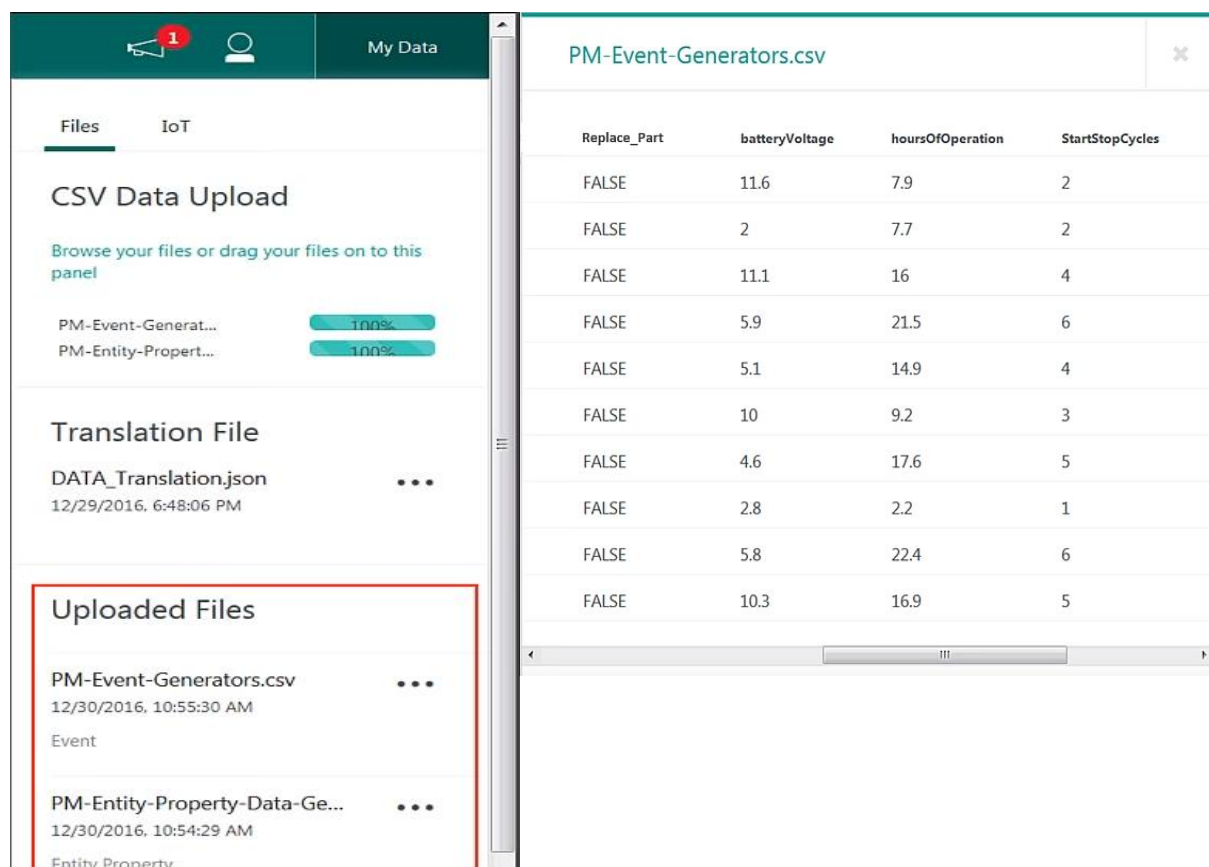 1
My Data
Files IoT
CSV Data Upload
Browse your files or drag your files on to this
panel
PM-Event-Generat... 100%
PM-Entity-Propert... 100%
Translation File
DATA_Translation.json
12/29/2016, 6:48:06 PM
Uploaded Files
PM-Event-Generators.csv
12/30/2016, 10:55:30 AM
Event
PM-Entity-Property-Data-Ge...
12/30/2016, 10:54:29 AM
Entity Property
PM-Event-Generators.csv
Replace_Part batteryVoltage hoursOfOperation StartStopCycles
FALSE 11.6 7.9 2
FALSE 2 7.7 2
FALSE 11.1 16 4
FALSE 5.9 21.5 6
FALSE 5.1 14.9 4
FALSE 10 9.2 3
FALSE 4.6 17.6 5
FALSE 2.8 2.2 1
FALSE 5.8 22.4 6
FALSE 10.3 16.9 5